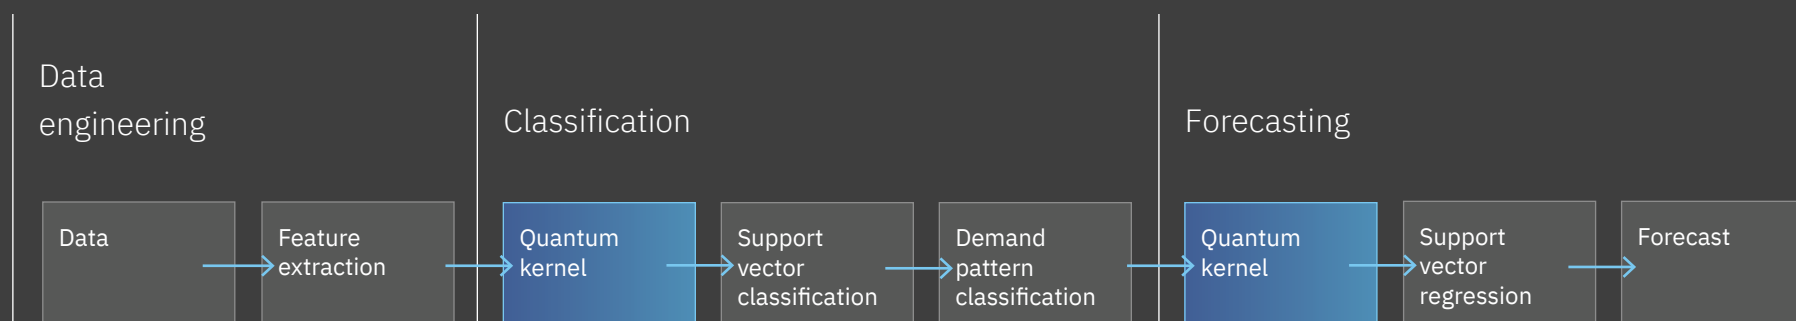 Data
engineering
Classification
Forecasting
Data
Feature
extraction
Quantum
kernel
Support
vector
classification
Demand
pattern
classification
Quantum
kernel
Support
vector
regression
Forecast